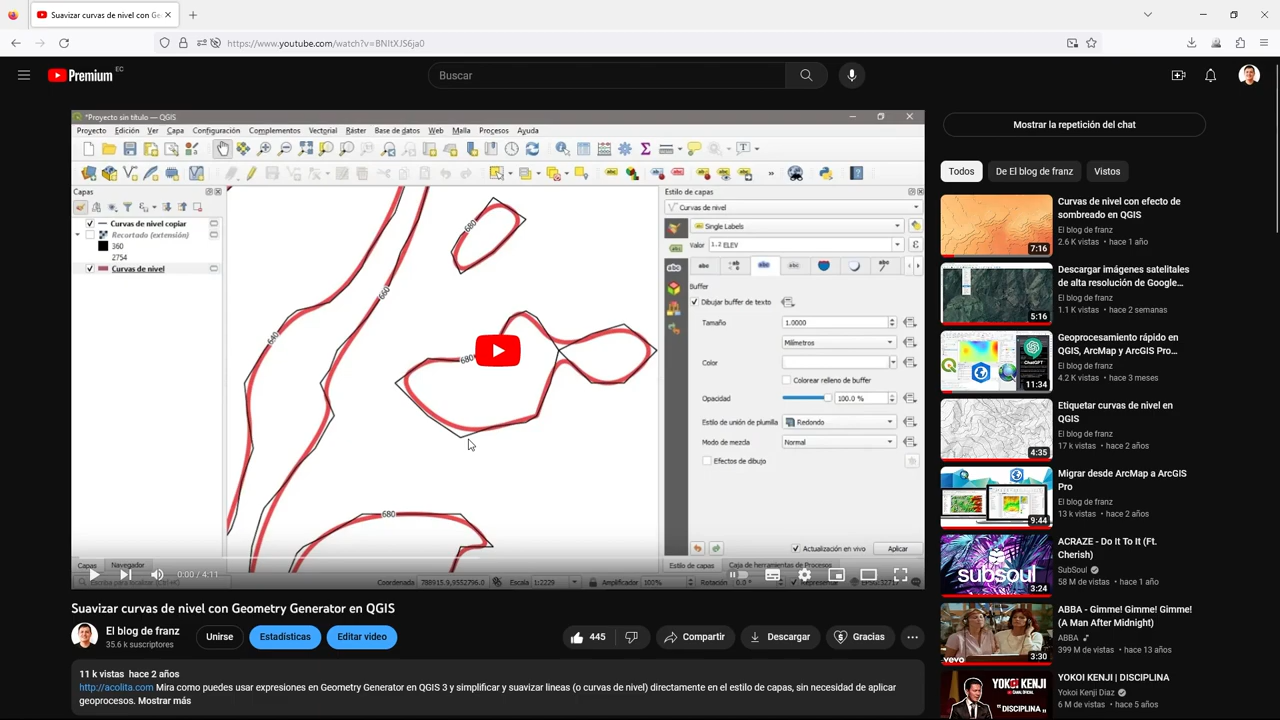 Suavizar curvas de nivel con Ge
https://www.youtube.com/watch?v=BNItXJS6ja0
Premium
EC
Buscar
*Proyecto sin título — QGIS
Proyecto Edición Ver Capa Configuración Complementos Vectorial Ráster Base de datos Web Malla Procesos Ayuda
Capas
Curvas de nivel copiar
Recortado (extensión)
360
2754
Curvas de nivel
680
660
640
680
680
Estilo de capas
Curvas de nivel
Single Labels
Valor 1.2 ELEV
Buffer
Dibujar buffer de texto
Tamaño 1.0000
Milímetros
Color
Colorear relleno de buffer
Opacidad 100.0 %
Estilo de unión de plumilla Redondo
Modo de mezcla Normal
Efectos de dibujo
Actualización en vivo Aplicar
Capas Navegador
Estilo de capas Caja de herramientas de Procesos
Coordenada 788915.9,9552796.0 Escala 1:2229 Amplificador 100% Rotación
0:00 / 4:11
Suavizar curvas de nivel con Geometry Generator en QGIS
El blog de franz
35.6 k suscriptores
Unirse
Estadísticas
Editar video
445
Compartir
Descargar
Gracias
11 k vistas hace 2 años
http://acolita.com Mira como puedes usar expresiones en Geometry Generator en QGIS 3 y simplificar y suavizar lineas (o curvas de nivel) directamente en el estilo de capas, sin necesidad de aplicar
geoprocesos. Mostrar más
Mostrar la repetición del chat
Todos
De El blog de franz
Vistos
7:16
Curvas de nivel con efecto de
sombreado en QGIS
El blog de franz
2.6 K vistas • hace 1 año
5:16
Descargar imágenes satelitales
de alta resolución de Google...
El blog de franz
1.1 K vistas • hace 2 semanas
ChatGPT
11:34
Geoprocesamiento rápido en
QGIS, ArcMap y ArcGIS Pro...
El blog de franz
4.2 K vistas • hace 3 meses
4:35
Etiquetar curvas de nivel en
QGIS
El blog de franz
17 k vistas • hace 2 años
9:44
Migrar desde ArcMap a ArcGIS
Pro
El blog de franz
13 k vistas • hace 2 años
subsoul
3:24
ACRAZE - Do It To It (Ft.
Cherish)
SubSoul
58 M de vistas • hace 1 año
vevo
3:30
ABBA - Gimme! Gimme! Gimme!
(A Man After Midnight)
ABBA
399 M de vistas • hace 13 años
YOKOI KENJI
"DISCIPLINA"
YOKOI KENJI | DISCIPLINA
Yokoi Kenji Diaz
6 M de vistas • hace 5 años